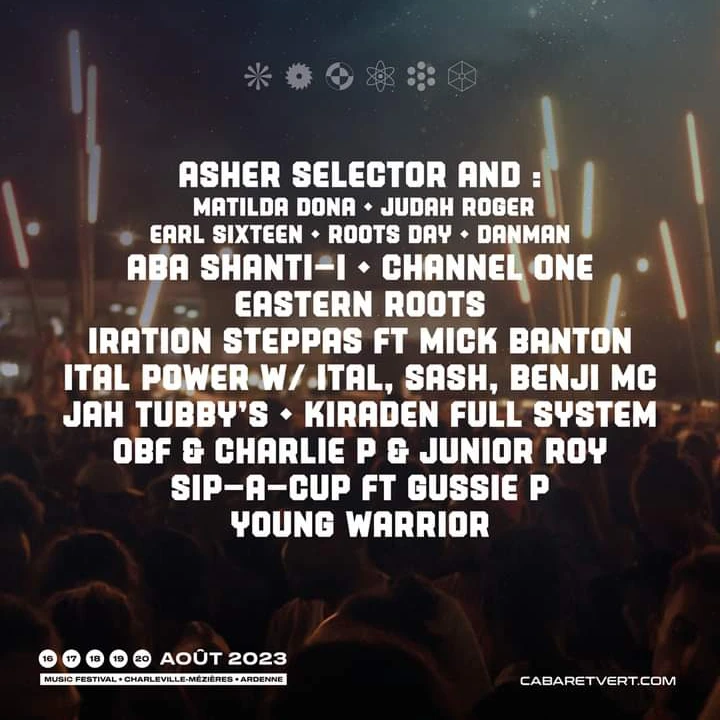 ASHER SELECTOR AND :
MATILDA DONA • JUDAH ROGER
EARL SIXTEEN • ROOTS DAY • DANMAN
ABA SHANTI-I • CHANNEL ONE
EASTERN ROOTS
IRATION STEPPAS FT MICK BANTON
ITAL POWER W/ ITAL, SASH, BENJI MC
JAH TUBBY'S • KIRADEN FULL SYSTEM
OBF & CHARLIE P & JUNIOR ROY
SIP-A-CUP FT GUSSIE P
YOUNG WARRIOR
16 17 18 19 20 AOÛT 2023
MUSIC FESTIVAL • CHARLEVILLE-MÉZIÈRES • ARDENNE
CABARETVERT.COM